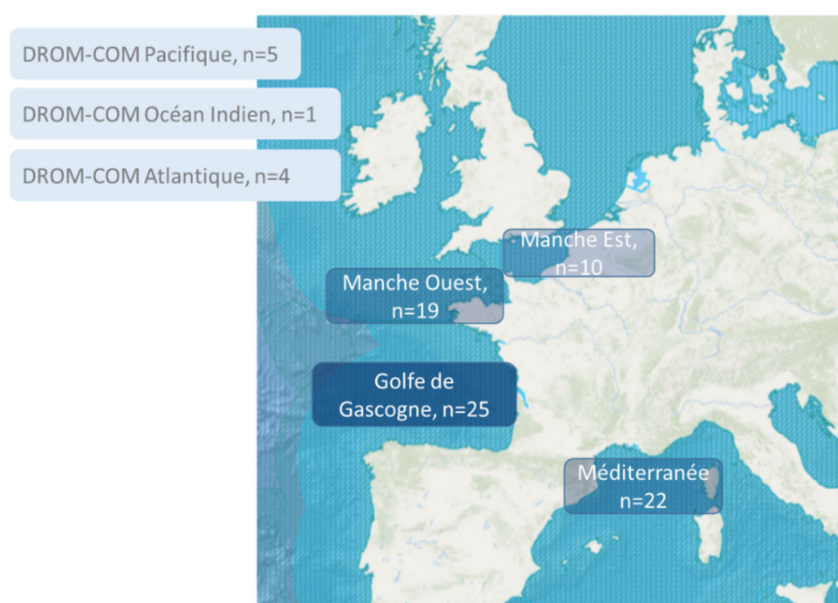 DROM-COM Pacifique, n=5
DROM-COM Océan Indien, n=1
DROM-COM Atlantique, n=4
Manche Est,
n=10
Manche Ouest,
n=19
Golfe de
Gascogne, n=25
Méditerranée
n=22